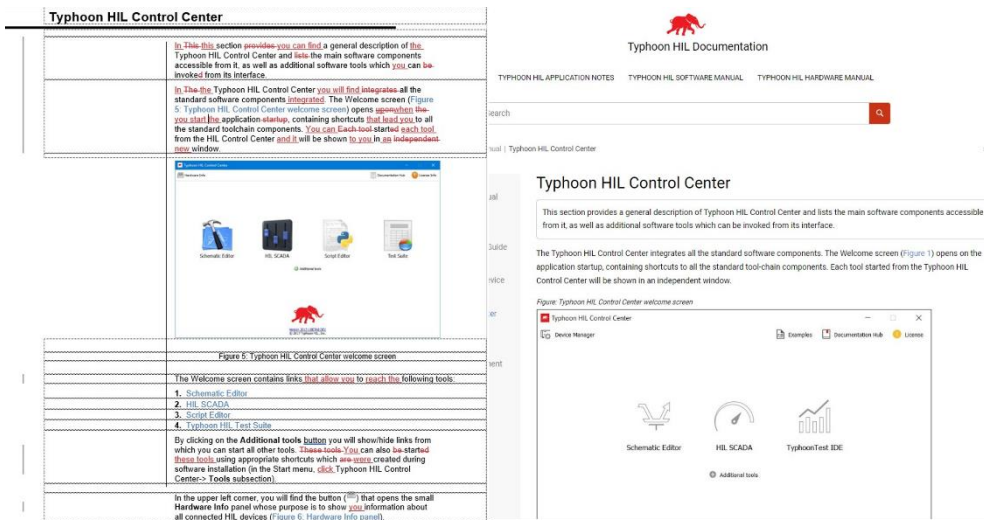 Typhoon HIL Control Center
In This this section provides you can find a general description of the
Typhoon HIL Control Center and lists the main software components
accessible from it, as well as additional software tools which you can be
invoked from its interface.
In The the Typhoon HIL Control Center you will find integrates all the
standard software components integrated. The Welcome screen (Figure
5: Typhoon HIL Control Center welcome screen) opens uponwhen the
you start the application startup, containing shortcuts that lead you to all
the standard toolchain components. You can Each tool started each tool
from the HIL Control Center and it will be shown to you in an independent
new window.
Typhoon HIL Control Center
Hardware Info
Documentation Hub
License Info
Schematic Editor
HIL SCADA
Script Editor
Test Suite
Additional tools
Figure 5: Typhoon HIL Control Center welcome screen
The Welcome screen contains links that allow you to reach the following tools:
1. Schematic Editor
2. HIL SCADA
3. Script Editor
4. Typhoon HIL Test Suite
By clicking on the Additional tools button you will show/hide links from
which you can start all other tools. These tools You can also be started
these tools using appropriate shortcuts which are were created during
software installation (in the Start menu, click Typhoon HIL Control
Center-> Tools subsection).
In the upper left corner, you will find the button ( ) that opens the small
Hardware Info panel whose purpose is to show you information about
all connected HIL devices (Figure 6. Hardware Info panel).
Typhoon HIL Documentation
TYPHOON HIL APPLICATION NOTES
TYPHOON HIL SOFTWARE MANUAL
TYPHOON HIL HARDWARE MANUAL
earch
nual | Typhoon HIL Control Center
ual
Guide
evice
er
nent
Typhoon HIL Control Center
This section provides a general description of Typhoon HIL Control Center and lists the main software components accessible
from it, as well as additional software tools which can be invoked from its interface.
The Typhoon HIL Control Center integrates all the standard software components. The Welcome screen (Figure 1) opens on the
application startup, containing shortcuts to all the standard tool-chain components. Each tool started from the Typhoon HIL
Control Center will be shown in an independent window.
Figure: Typhoon HIL Control Center welcome screen
Typhoon HIL Control Center
Device Manager
Examples
Documentation Hub
License
Schematic Editor
HIL SCADA
TyphoonTest IDE
Additional tools